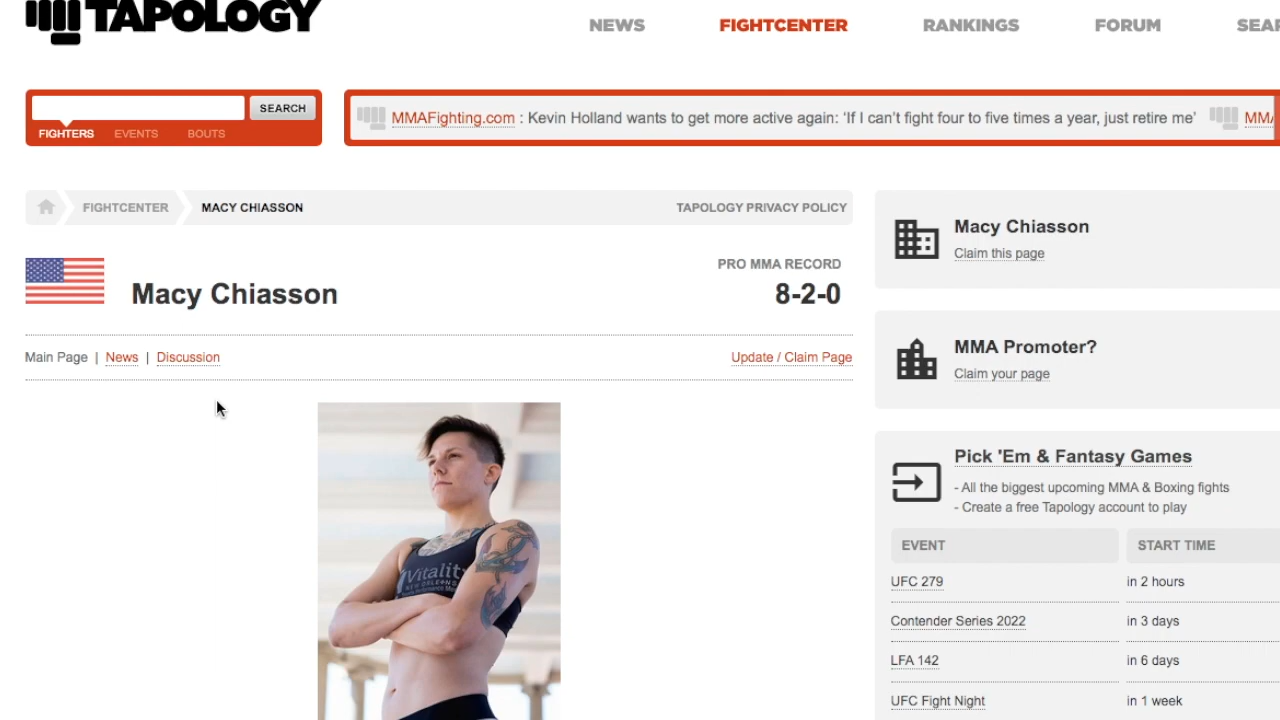 TAPOLOGY
NEWS
FIGHTCENTER
RANKINGS
FORUM
SEAR
SEARCH
FIGHTERS
EVENTS
BOUTS
MMAFighting.com : Kevin Holland wants to get more active again: 'If I can't fight four to five times a year, just retire me'
MMA
FIGHTCENTER
MACY CHIASSON
TAPOLOGY PRIVACY POLICY
Macy Chiasson
PRO MMA RECORD
8-2-0
Main Page | News | Discussion
Update / Claim Page
Vitality
NEW ORLEANS
Macy Chiasson
Claim this page
MMA Promoter?
Claim your page
Pick 'Em & Fantasy Games
- All the biggest upcoming MMA & Boxing fights
- Create a free Tapology account to play
EVENT
START TIME
UFC 279
in 2 hours
Contender Series 2022
in 3 days
LFA 142
in 6 days
UFC Fight Night
in 1 week